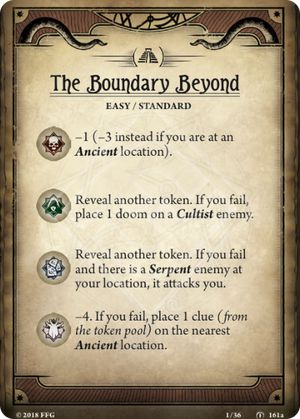 The Boundary Beyond
EASY / STANDARD
–1 (–3 instead if you are at an
Ancient location).
Reveal another token. If you fail,
place 1 doom on a Cultist enemy.
Reveal another token. If you fail
and there is a Serpent enemy at
your location, it attacks you.
–4. If you fail, place 1 clue (from
the token pool) on the nearest
Ancient location.
© 2018 FFG
1/36
161a